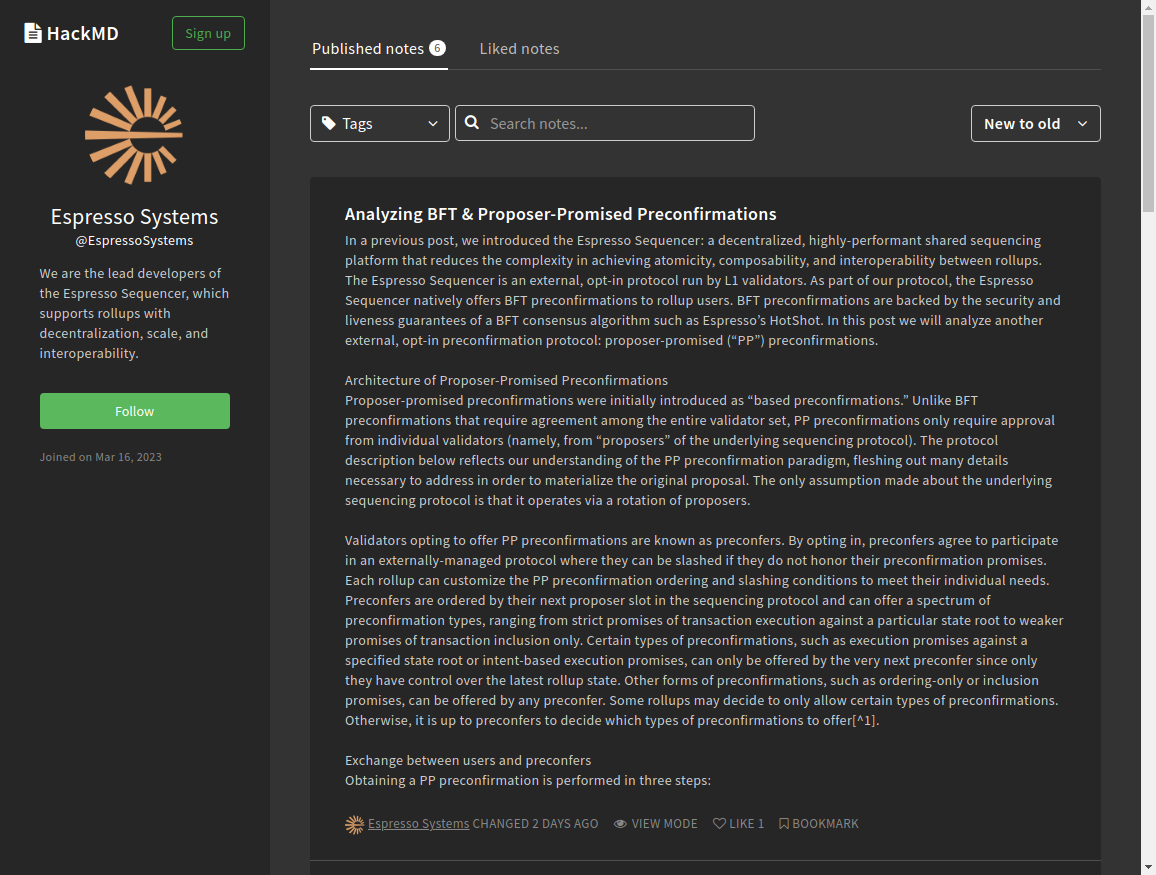 HackMD
Sign up
Espresso Systems
@EspressoSystems
We are the lead developers of
the Espresso Sequencer, which
supports rollups with
decentralization, scale, and
interoperability.
Follow
Joined on Mar 16, 2023
Published notes 6
Liked notes
Tags
Search notes...
New to old
Analyzing BFT & Proposer-Promised Preconfirmations
In a previous post, we introduced the Espresso Sequencer: a decentralized, highly-performant shared sequencing
platform that reduces the complexity in achieving atomicity, composability, and interoperability between rollups.
The Espresso Sequencer is an external, opt-in protocol run by L1 validators. As part of our protocol, the Espresso
Sequencer natively offers BFT preconfirmations to rollup users. BFT preconfirmations are backed by the security and
liveness guarantees of a BFT consensus algorithm such as Espresso’s HotShot. In this post we will analyze another
external, opt-in preconfirmation protocol: proposer-promised (“PP”) preconfirmations.
Architecture of Proposer-Promised Preconfirmations
Proposer-promised preconfirmations were initially introduced as “based preconfirmations.” Unlike BFT
preconfirmations that require agreement among the entire validator set, PP preconfirmations only require approval
from individual validators (namely, from “proposers” of the underlying sequencing protocol). The protocol
description below reflects our understanding of the PP preconfirmation paradigm, fleshing out many details
necessary to address in order to materialize the original proposal. The only assumption made about the underlying
sequencing protocol is that it operates via a rotation of proposers.
Validators opting to offer PP preconfirmations are known as preconfers. By opting in, preconfers agree to participate
in an externally-managed protocol where they can be slashed if they do not honor their preconfirmation promises.
Each rollup can customize the PP preconfirmation ordering and slashing conditions to meet their individual needs.
Preconfers are ordered by their next proposer slot in the sequencing protocol and can offer a spectrum of
preconfirmation types, ranging from strict promises of transaction execution against a particular state root to weaker
promises of transaction inclusion only. Certain types of preconfirmations, such as execution promises against a
specified state root or intent-based execution promises, can only be offered by the very next preconfer since only
they have control over the latest rollup state. Other forms of preconfirmations, such as ordering-only or inclusion
promises, can be offered by any preconfer. Some rollups may decide to only allow certain types of preconfirmations.
Otherwise, it is up to preconfers to decide which types of preconfirmations to offer[^1].
Exchange between users and preconfers
Obtaining a PP preconfirmation is performed in three steps:
Espresso Systems CHANGED 2 DAYS AGO VIEW MODE LIKE 1 BOOKMARK